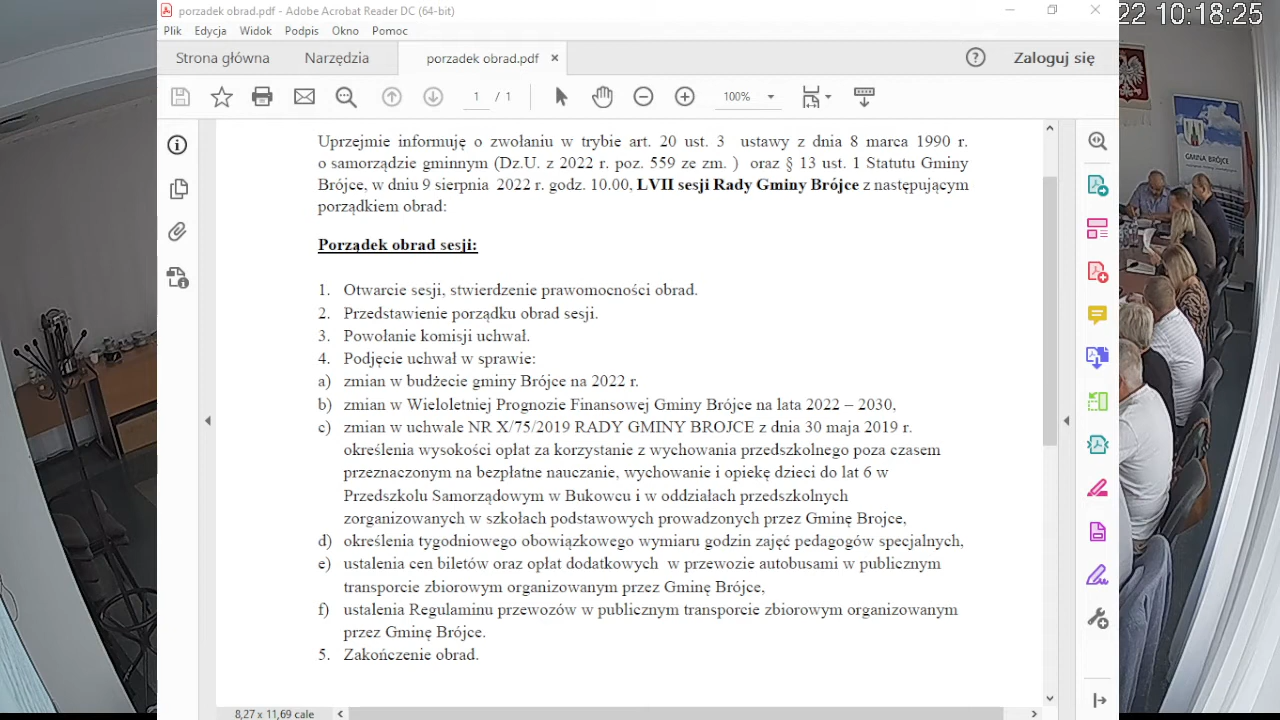 porzadek obrad.pdf - Adobe Acrobat Reader DC (64-bit)
22 10:18:25
Plik Edycja Widok Podpis Okno Pomoc
Strona główna Narzędzia porzadek obrad.pdf × Zaloguj się
1 / 1 100%
Uprzejmie informuję o zwołaniu w trybie art. 20 ust. 3 ustawy z dnia 8 marca 1990 r.
o samorządzie gminnym (Dz.U. z 2022 r. poz. 559 ze zm. ) oraz § 13 ust. 1 Statutu Gminy
Brójce, w dniu 9 sierpnia 2022 r. godz. 10.00, LVII sesji Rady Gminy Brójce z następującym
porządkiem obrad:
Porządek obrad sesji:
1. Otwarcie sesji, stwierdzenie prawomocności obrad.
2. Przedstawienie porządku obrad sesji.
3. Powołanie komisji uchwał.
4. Podjęcie uchwał w sprawie:
a) zmian w budżecie gminy Brójce na 2022 r.
b) zmian w Wieloletniej Prognozie Finansowej Gminy Brójce na lata 2022 – 2030,
c) zmian w uchwale NR X/75/2019 RADY GMINY BROJCE z dnia 30 maja 2019 r.
określenia wysokości opłat za korzystanie z wychowania przedszkolnego poza czasem
przeznaczonym na bezpłatne nauczanie, wychowanie i opiekę dzieci do lat 6 w
Przedszkolu Samorządowym w Bukowcu i w oddziałach przedszkolnych
zorganizowanych w szkołach podstawowych prowadzonych przez Gminę Brojce,
d) określenia tygodniowego obowiązkowego wymiaru godzin zajęć pedagogów specjalnych,
e) ustalenia cen biletów oraz opłat dodatkowych w przewozie autobusami w publicznym
transporcie zbiorowym organizowanym przez Gminę Brójce,
f) ustalenia Regulaminu przewozów w publicznym transporcie zbiorowym organizowanym
przez Gminę Brójce.
5. Zakończenie obrad.
8,27 x 11,69 cale
GMINA BRÓJCE